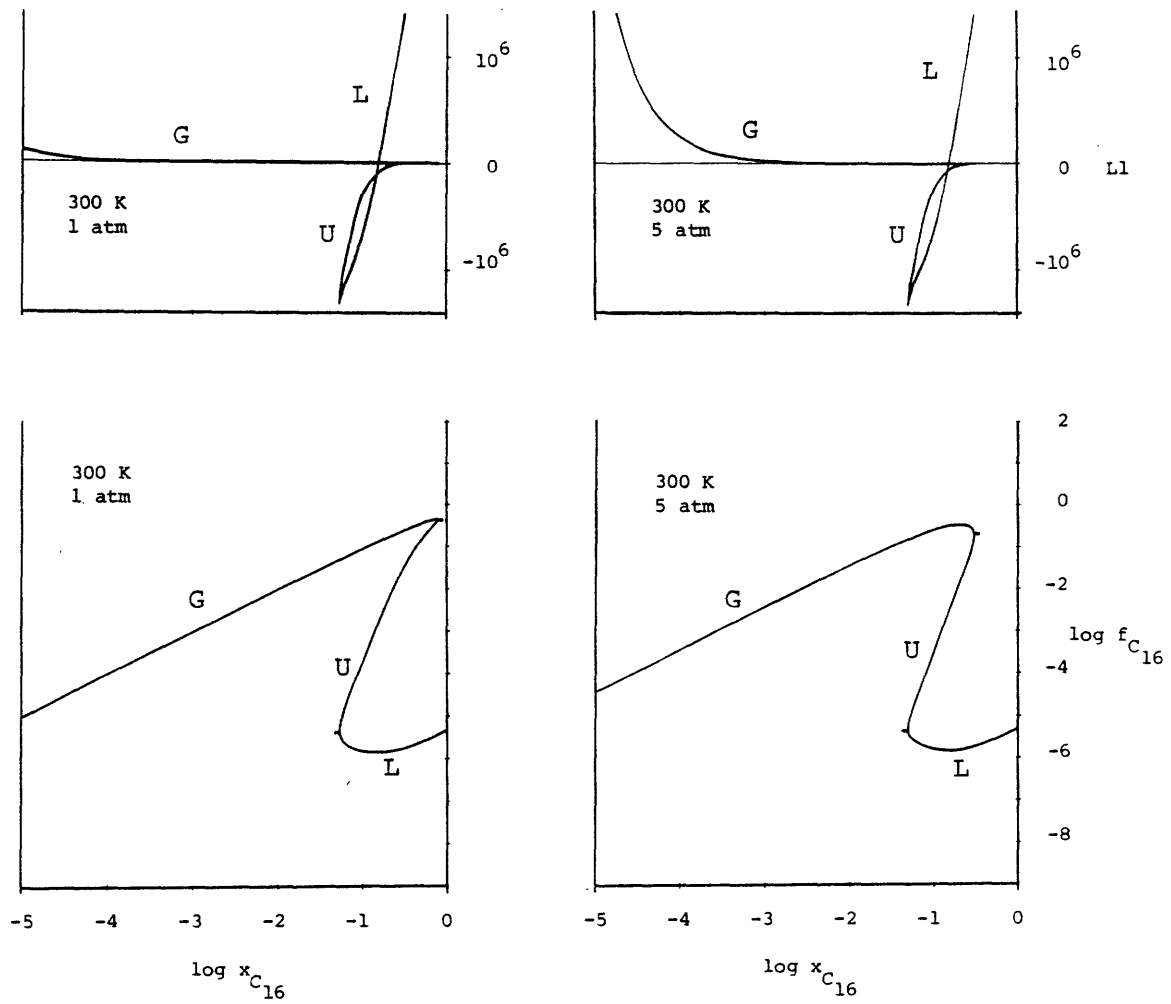 L
G
300 K
1 atm
U
10^6
0
-10^6
L
G
300 K
5 atm
U
10^6
0
-10^6
L1
300 K
1 atm
G
U
L
-5 -4 -3 -2 -1 0
log x_C16
300 K
5 atm
G
U
L
2
0
-2
-4
-6
-8
log f_C16
-5 -4 -3 -2 -1 0
log x_C16